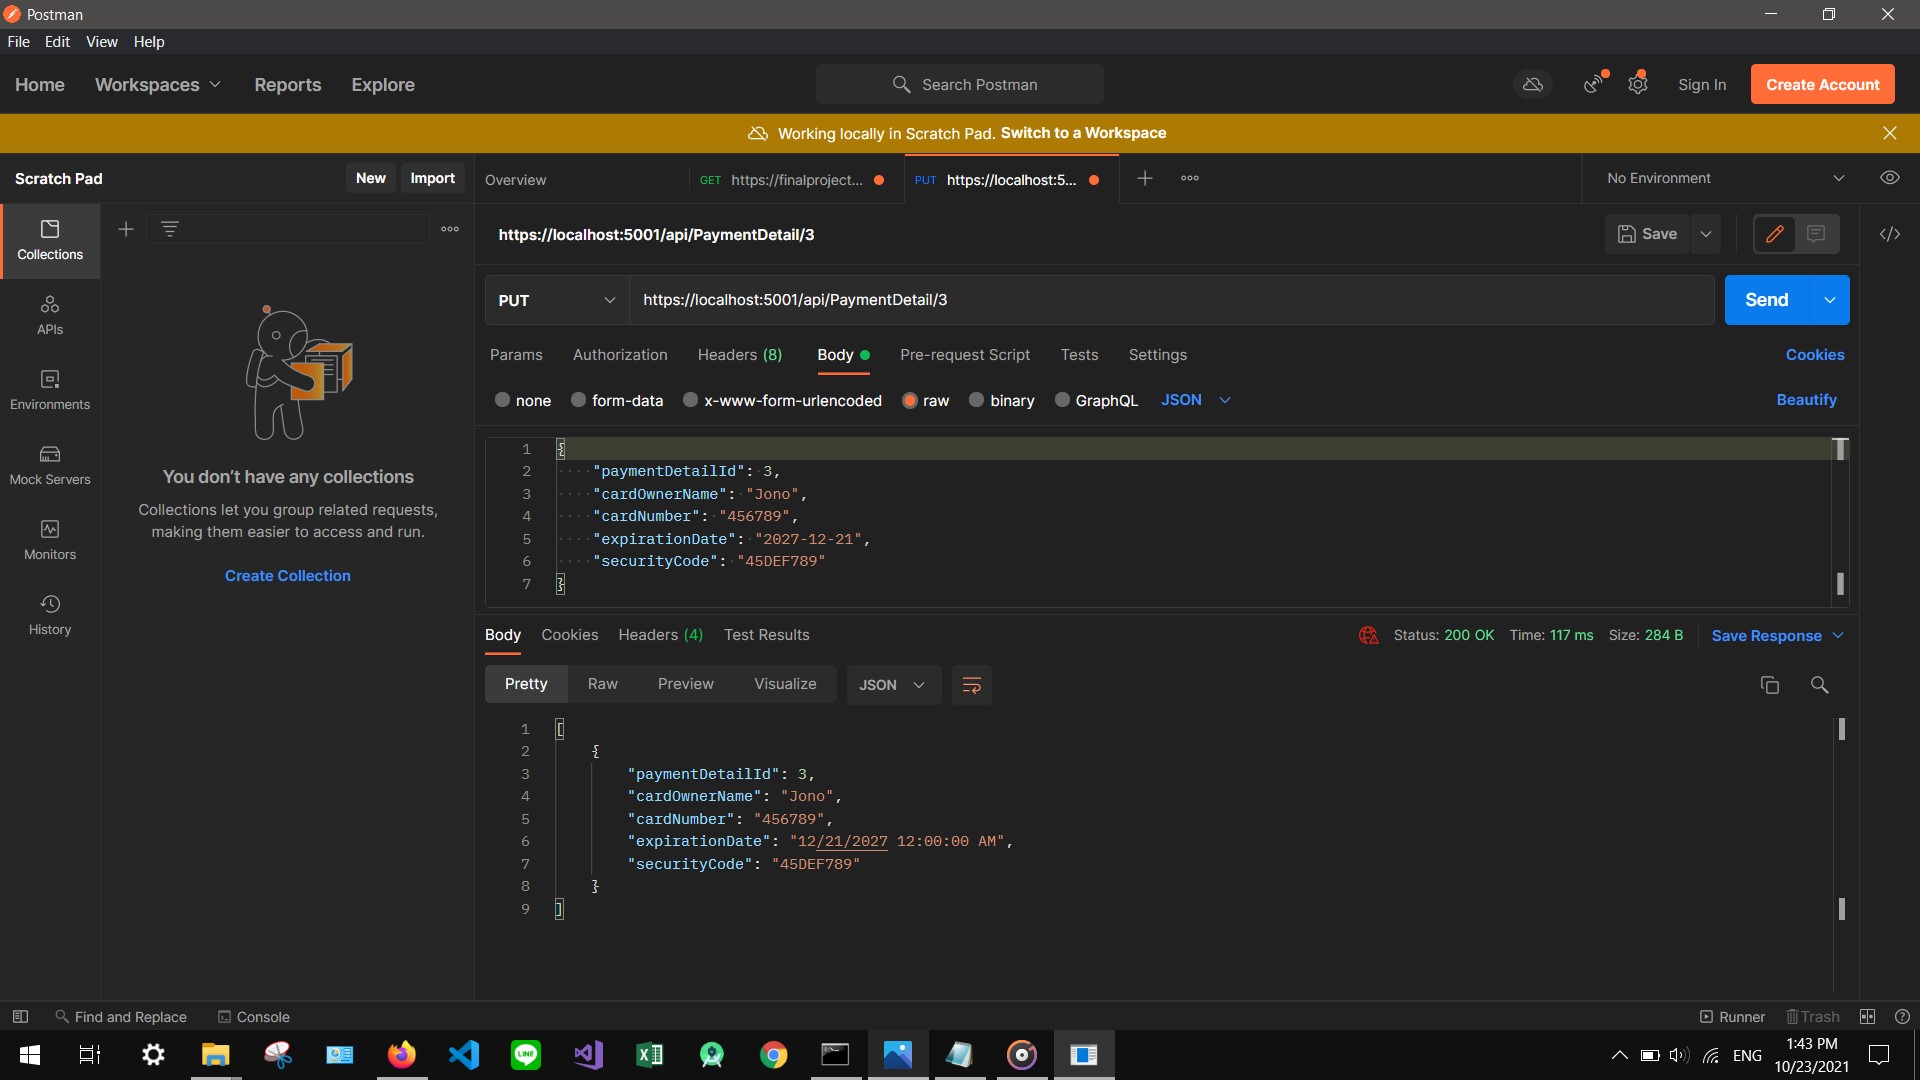 Postman
File Edit View Help
Home Workspaces Reports Explore Search Postman Sign In Create Account
Working locally in Scratch Pad. Switch to a Workspace
Scratch Pad New Import Overview GET https://finalproject... PUT https://localhost:5... No Environment
Collections
APIs
Environments
Mock Servers
Monitors
History
You don't have any collections
Collections let you group related requests,
making them easier to access and run.
Create Collection
https://localhost:5001/api/PaymentDetail/3 Save
PUT https://localhost:5001/api/PaymentDetail/3 Send
Params Authorization Headers (8) Body Pre-request Script Tests Settings Cookies
none form-data x-www-form-urlencoded raw binary GraphQL JSON Beautify
1 {
2 "paymentDetailId": 3,
3 "cardOwnerName": "Jono",
4 "cardNumber": "456789",
5 "expirationDate": "2027-12-21",
6 "securityCode": "45DEF789"
7 }
Body Cookies Headers (4) Test Results Status: 200 OK Time: 117 ms Size: 284 B Save Response
Pretty Raw Preview Visualize JSON
1 [
2 {
3 "paymentDetailId": 3,
4 "cardOwnerName": "Jono",
5 "cardNumber": "456789",
6 "expirationDate": "12/21/2027 12:00:00 AM",
7 "securityCode": "45DEF789"
8 }
9 ]
Find and Replace Console Runner Trash
LINE ENG 1:43 PM
10/23/2021